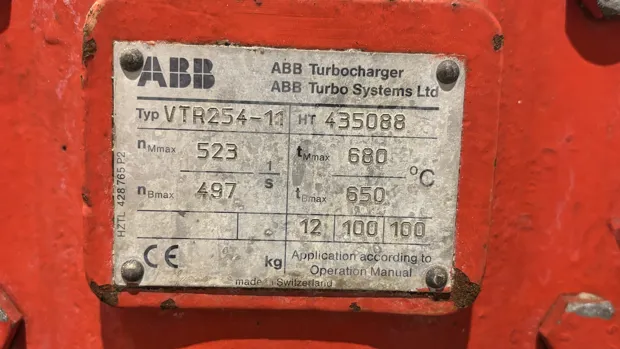 ABB
ABB Turbocharger
ABB Turbo Systems Ltd
Typ VTR254-11
HT 435088
nMmax 523
nBmax 497
1/s
tMmax 680
tBmax 650
°C
12 100 100
kg
CE
Application according to
Operation Manual
made in Switzerland
HZTL 428765 P2